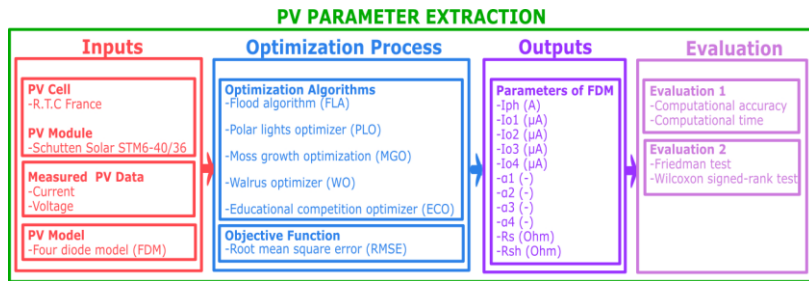 PV PARAMETER EXTRACTION
Inputs
PV Cell
-R.T.C France
PV Module
-Schutten Solar STM6-40/36
Measured PV Data
-Current
-Voltage
PV Model
-Four diode model (FDM)
Optimization Process
Optimization Algorithms
-Flood algorithm (FLA)
-Polar lights optimizer (PLO)
-Moss growth optimization (MGO)
-Walrus optimizer (WO)
-Educational competition optimizer (ECO)
Objective Function
-Root mean square error (RMSE)
Outputs
Parameters of FDM
-Iph (A)
-Io1 (μA)
-Io2 (μA)
-Io3 (μA)
-Io4 (μA)
-α1 (-)
-α2 (-)
-α3 (-)
-α4 (-)
-Rs (Ohm)
-Rsh (Ohm)
Evaluation
Evaluation 1
-Computational accuracy
-Computational time
Evaluation 2
-Friedman test
-Wilcoxon signed-rank test